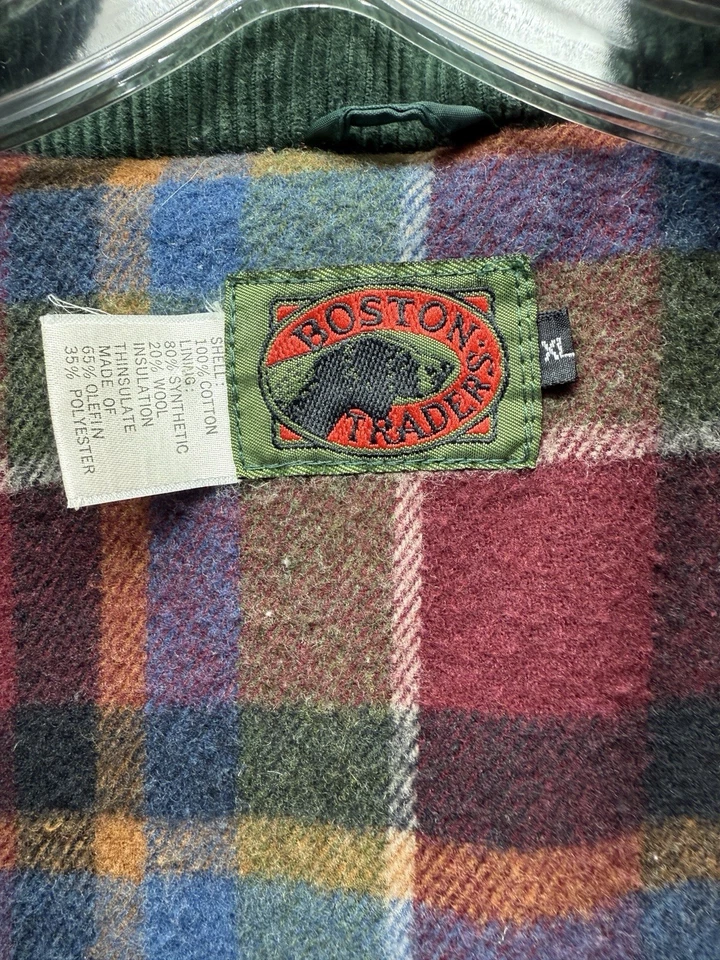 BOSTON
TRADERS
XL
SHELL:
100% COTTON
LINING:
80% SYNTHETIC
20% WOOL
INSULATION
THINSULATE
MADE OF
65% OLEFIN
35% POLYESTER